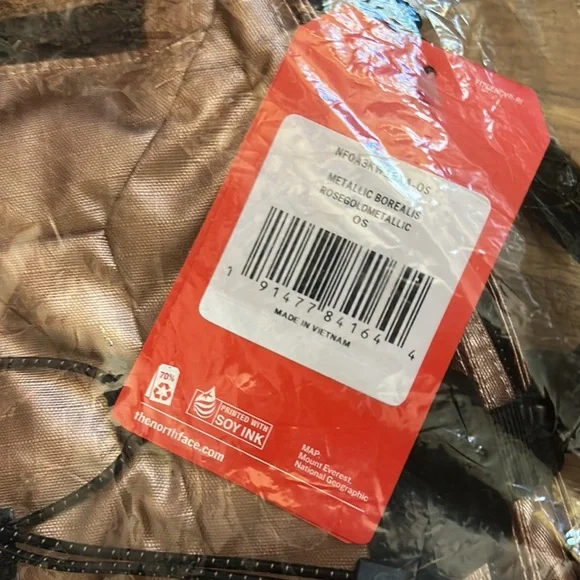 METALLIC BOREALIS
ROSEGOLDMETALLIC
OS
1 91477 84164 4
MADE IN VIETNAM
70%
PRINTED WITH
SOY INK
thenorthface.com
MAP:
Mount Everest,
National Geographic